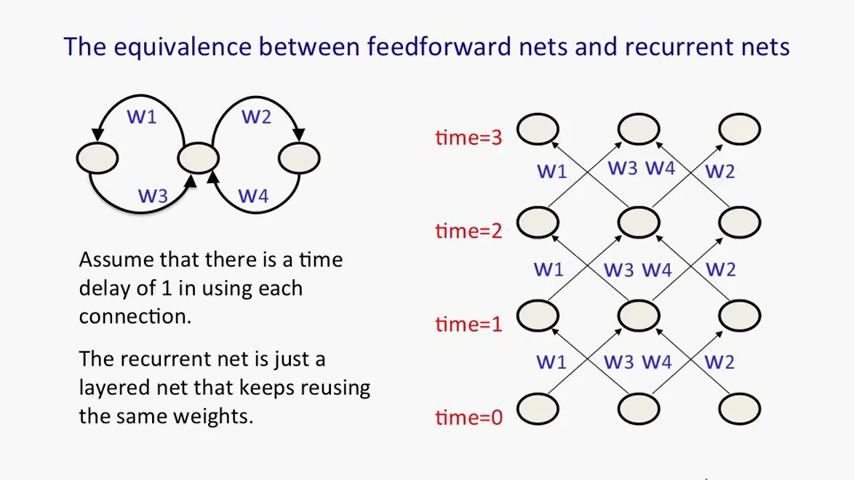 The equivalence between feedforward nets and recurrent nets
w1 w2
w3 w4
Assume that there is a time
delay of 1 in using each
connection.
The recurrent net is just a
layered net that keeps reusing
the same weights.
time=3
w1 w3 w4 w2
time=2
w1 w3 w4 w2
time=1
w1 w3 w4 w2
time=0